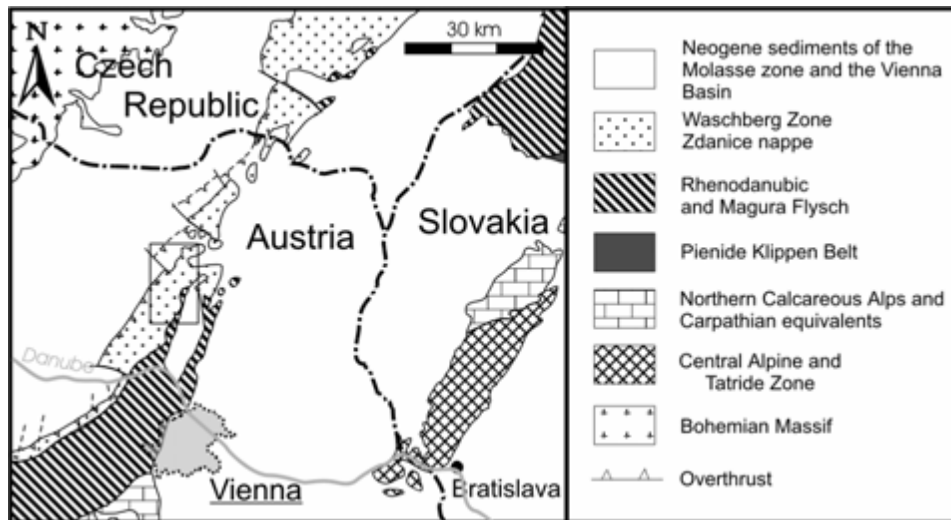 N
30 km
Czech
Republic
Austria
Slovakia
Danube
Vienna
Bratislava
Neogene sediments of the
Molasse zone and the Vienna
Basin
Waschberg Zone
Zdanice nappe
Rhenodanubic
and Magura Flysch
Pienide Klippen Belt
Northern Calcareous Alps and
Carpathian equivalents
Central Alpine and
Tatride Zone
Bohemian Massif
Overthrust